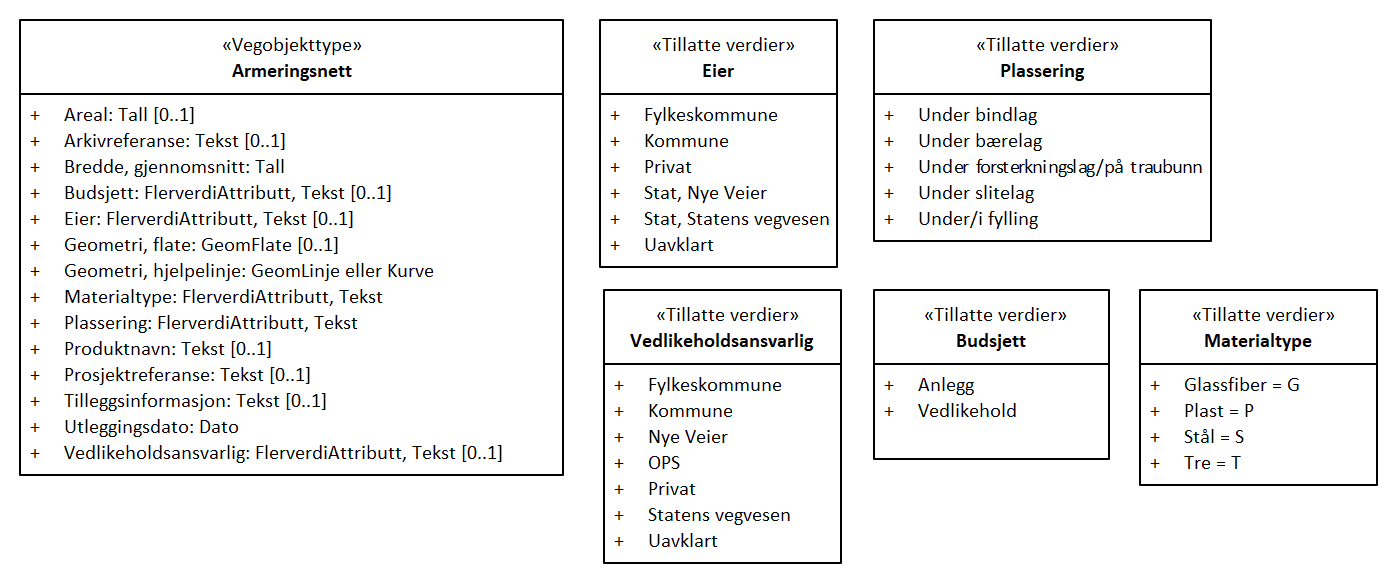 «Vegobjekttype»
Armeringsnett
+ Areal: Tall [0..1]
+ Arkivreferanse: Tekst [0..1]
+ Bredde, gjennomsnitt: Tall
+ Budsjett: FlerverdiAttributt, Tekst [0..1]
+ Eier: FlerverdiAttributt, Tekst [0..1]
+ Geometri, flate: GeomFlate [0..1]
+ Geometri, hjelpelinje: GeomLinje eller Kurve
+ Materialtype: FlerverdiAttributt, Tekst
+ Plassering: FlerverdiAttributt, Tekst
+ Produktnavn: Tekst [0..1]
+ Prosjektreferanse: Tekst [0..1]
+ Tilleggsinformasjon: Tekst [0..1]
+ Utleggingsdato: Dato
+ Vedlikeholdsansvarlig: FlerverdiAttributt, Tekst [0..1]
«Tillatte verdier»
Eier
+ Fylkeskommune
+ Kommune
+ Privat
+ Stat, Nye Veier
+ Stat, Statens vegvesen
+ Uavklart
«Tillatte verdier»
Plassering
+ Under bindlag
+ Under bærelag
+ Under forsterkningslag/på traubunn
+ Under slitelag
+ Under/i fylling
«Tillatte verdier»
Vedlikeholdsansvarlig
+ Fylkeskommune
+ Kommune
+ Nye Veier
+ OPS
+ Privat
+ Statens vegvesen
+ Uavklart
«Tillatte verdier»
Budsjett
+ Anlegg
+ Vedlikehold
«Tillatte verdier»
Materialtype
+ Glassfiber = G
+ Plast = P
+ Stål = S
+ Tre = T